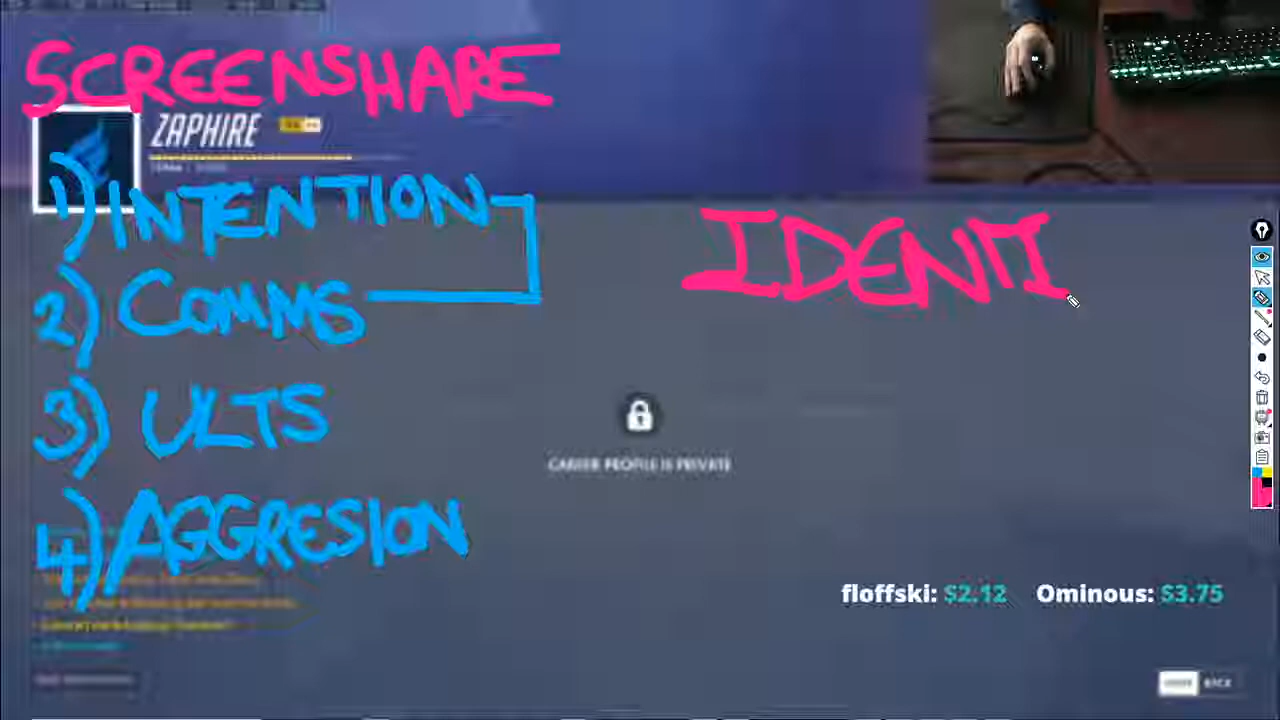 SCREENSHARE
ZAPHIRE
1) INTENTION
IDENTI
2) COMMS
3) ULTS
CAREER PROFILE IS PRIVATE
4) AGGRESION
floffski: $2.12 Ominous: $3.75
BACK